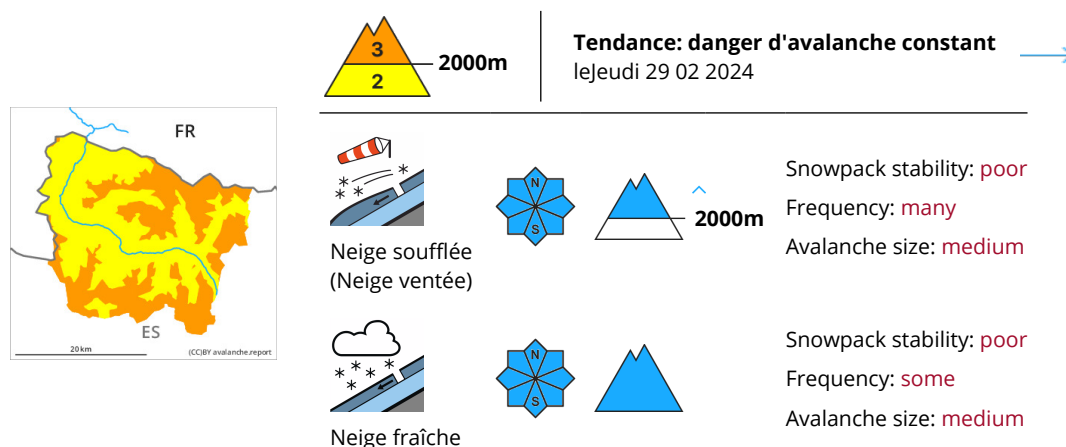 3
2
2000m
Tendance: danger d'avalanche constant
leJeudi 29 02 2024
FR
ES
20 km
(CC)BY avalanche.report
N
S
2000m
Neige soufflée
(Neige ventée)
Snowpack stability: poor
Frequency: many
Avalanche size: medium
N
S
Neige fraîche
Snowpack stability: poor
Frequency: some
Avalanche size: medium